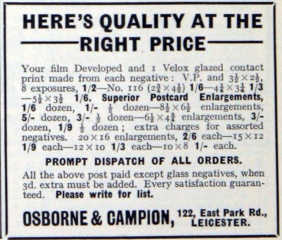 HERE'S QUALITY AT THE
RIGHT PRICE
Your film Developed and 1 Velox glazed contact
print made from each negative: V.P. and 3½×2½,
8 exposures, 1/2—No. 116 (2¾×4½) 1/6—4¼×3¼ 1/3
—5½×3½ 1/6. Superior Postcard Enlargements,
1/6 dozen, 1/- ½ dozen—8½×6½ enlargements,
5/- dozen, 3/- ½ dozen—6½×4¾ enlargements, 3/-
dozen, 1/9 ½ dozen; extra charges for assorted
negatives. 20×16 enlargements, 2/6 each—15×12
1/9 each—12×10 1/3 each—10×8 1/- each.
PROMPT DISPATCH OF ALL ORDERS.
All the above post paid except glass negatives, when
3d. extra must be added. Every satisfaction guaran-
teed. Please write for list.
OSBORNE & CAMPION, 122, East Park Rd.,
LEICESTER.